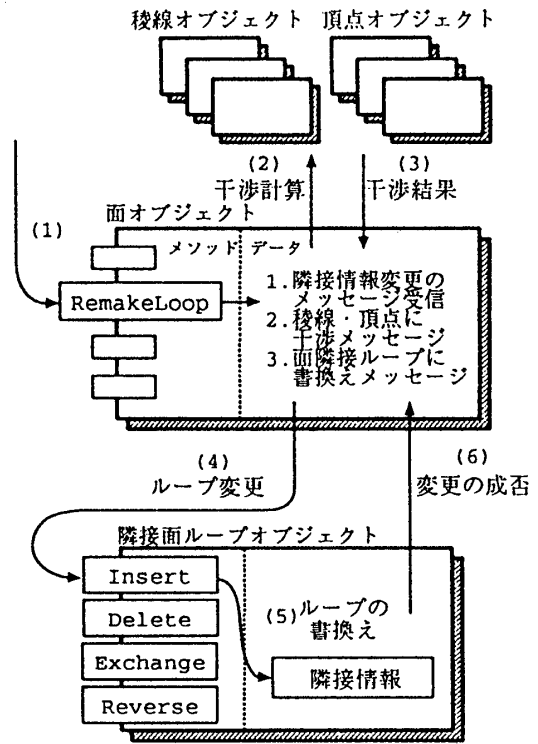 稜線オブジェクト
頂点オブジェクト
(2)
干渉計算
(3)
干渉結果
面オブジェクト
(1)
メソッド
データ
RemakeLoop
1.隣接情報変更の
メッセージ受信
2.稜線・頂点に
干渉メッセージ
3.面隣接ループに
書換えメッセージ
(4)
ループ変更
(6)
変更の成否
隣接面ループオブジェクト
Insert
Delete
Exchange
Reverse
(5)ループの
書換え
隣接情報